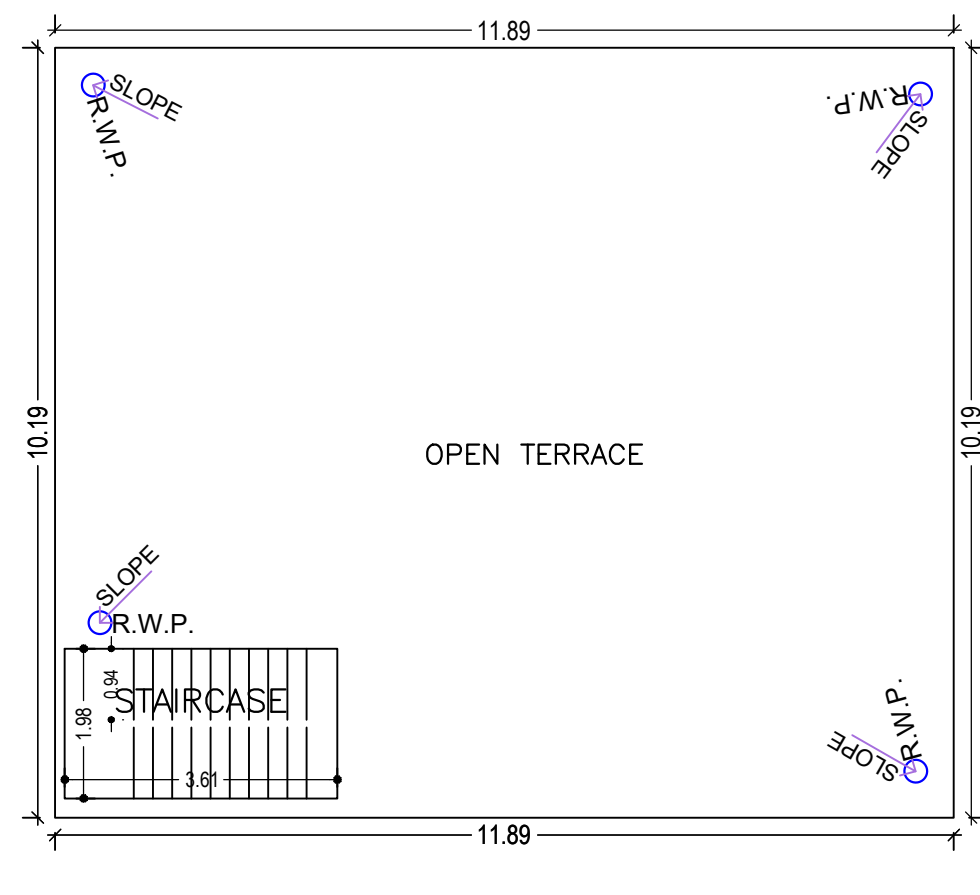 11.89
SLOPE
R.W.P.
R.W.P.
SLOPE
10.19
10.19
OPEN TERRACE
SLOPE
R.W.P.
0.94
STAIRCASE
1.98
3.61
R.W.P.
SLOPE
11.89